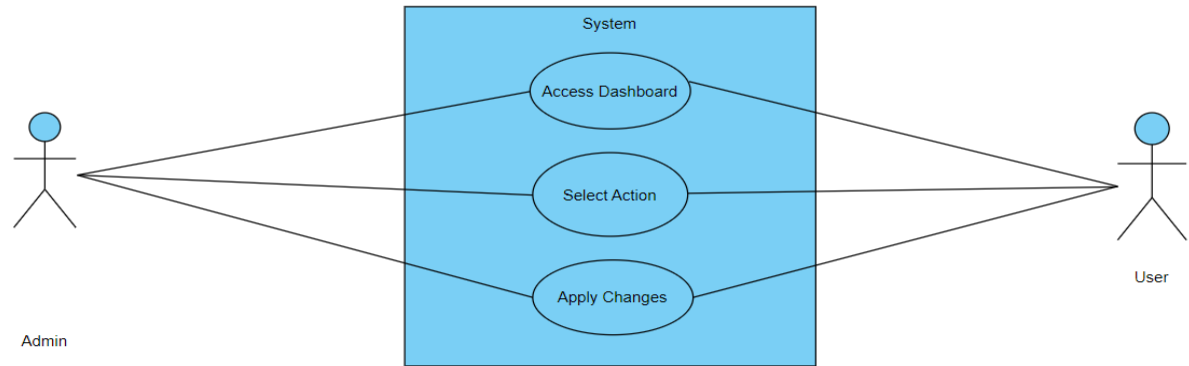 System
Access Dashboard
Select Action
Apply Changes
User
Admin